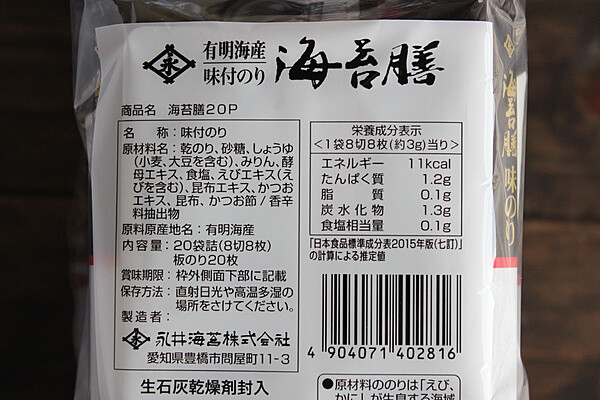 永
有明海産
味付のり
海苔膳
商品名 海苔膳20P
名 称:味付のり
原材料名:乾のり、砂糖、しょうゆ
(小麦、大豆を含む)、みりん、酵
母エキス、食塩、えびエキス(え
びを含む)、昆布エキス、かつお
エキス、昆布、かつお節/香辛
料抽出物
原料原産地名:有明海産
内容量:20袋詰(8切8枚)
板のり20枚
賞味期限:枠外側面下部に記載
保存方法:直射日光や高温多湿の
場所をさけてください。
製造者:
永井海苔株式会社
愛知県豊橋市問屋町11-3
生石灰乾燥剤封入
栄養成分表示
<1袋8切8枚(約3g)当り>
エネルギー 11kcal
たんぱく質 1.2g
脂質 0.1g
炭水化物 1.3g
食塩相当量 0.1g
「日本食品標準成分表2015年版(七訂)」
の計算による推定値
4 904071 402816
●原材料ののりは「えび、
かに」が生息する海域
海苔膳 味のり